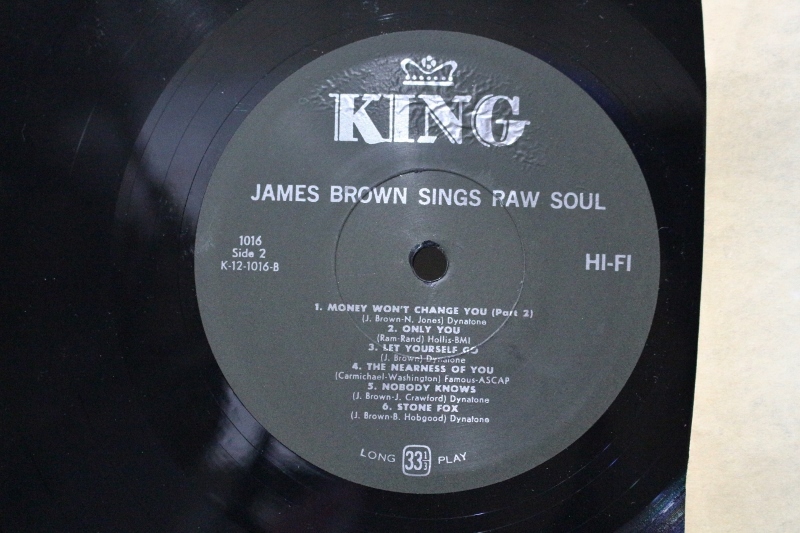 KING
JAMES BROWN SINGS RAW SOUL
1016
Side 2
K-12-1016-B
HI-FI
1. MONEY WON'T CHANGE YOU (Part 2)
(J. Brown-N. Jones) Dynatone
2. ONLY YOU
(Ram-Rand) Hollis-BMI
3. LET YOURSELF GO
(J. Brown) Dynatone
4. THE NEARNESS OF YOU
(Carmichael-Washington) Famous-ASCAP
5. NOBODY KNOWS
(J. Brown-J. Crawford) Dynatone
6. STONE FOX
(J. Brown-B. Hobgood) Dynatone
LONG 33 1/3 PLAY